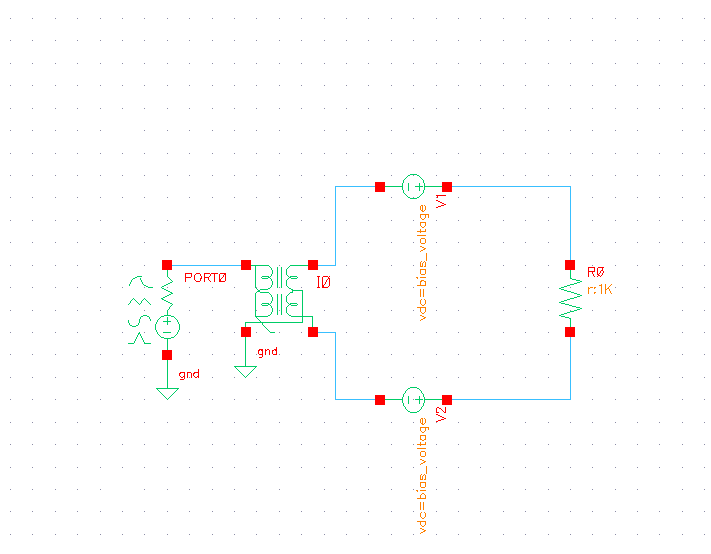 V1
vdc=bias_voltage
PORT0
I0
R0
r:1K
gnd
gnd
V2
vdc=bias_voltage